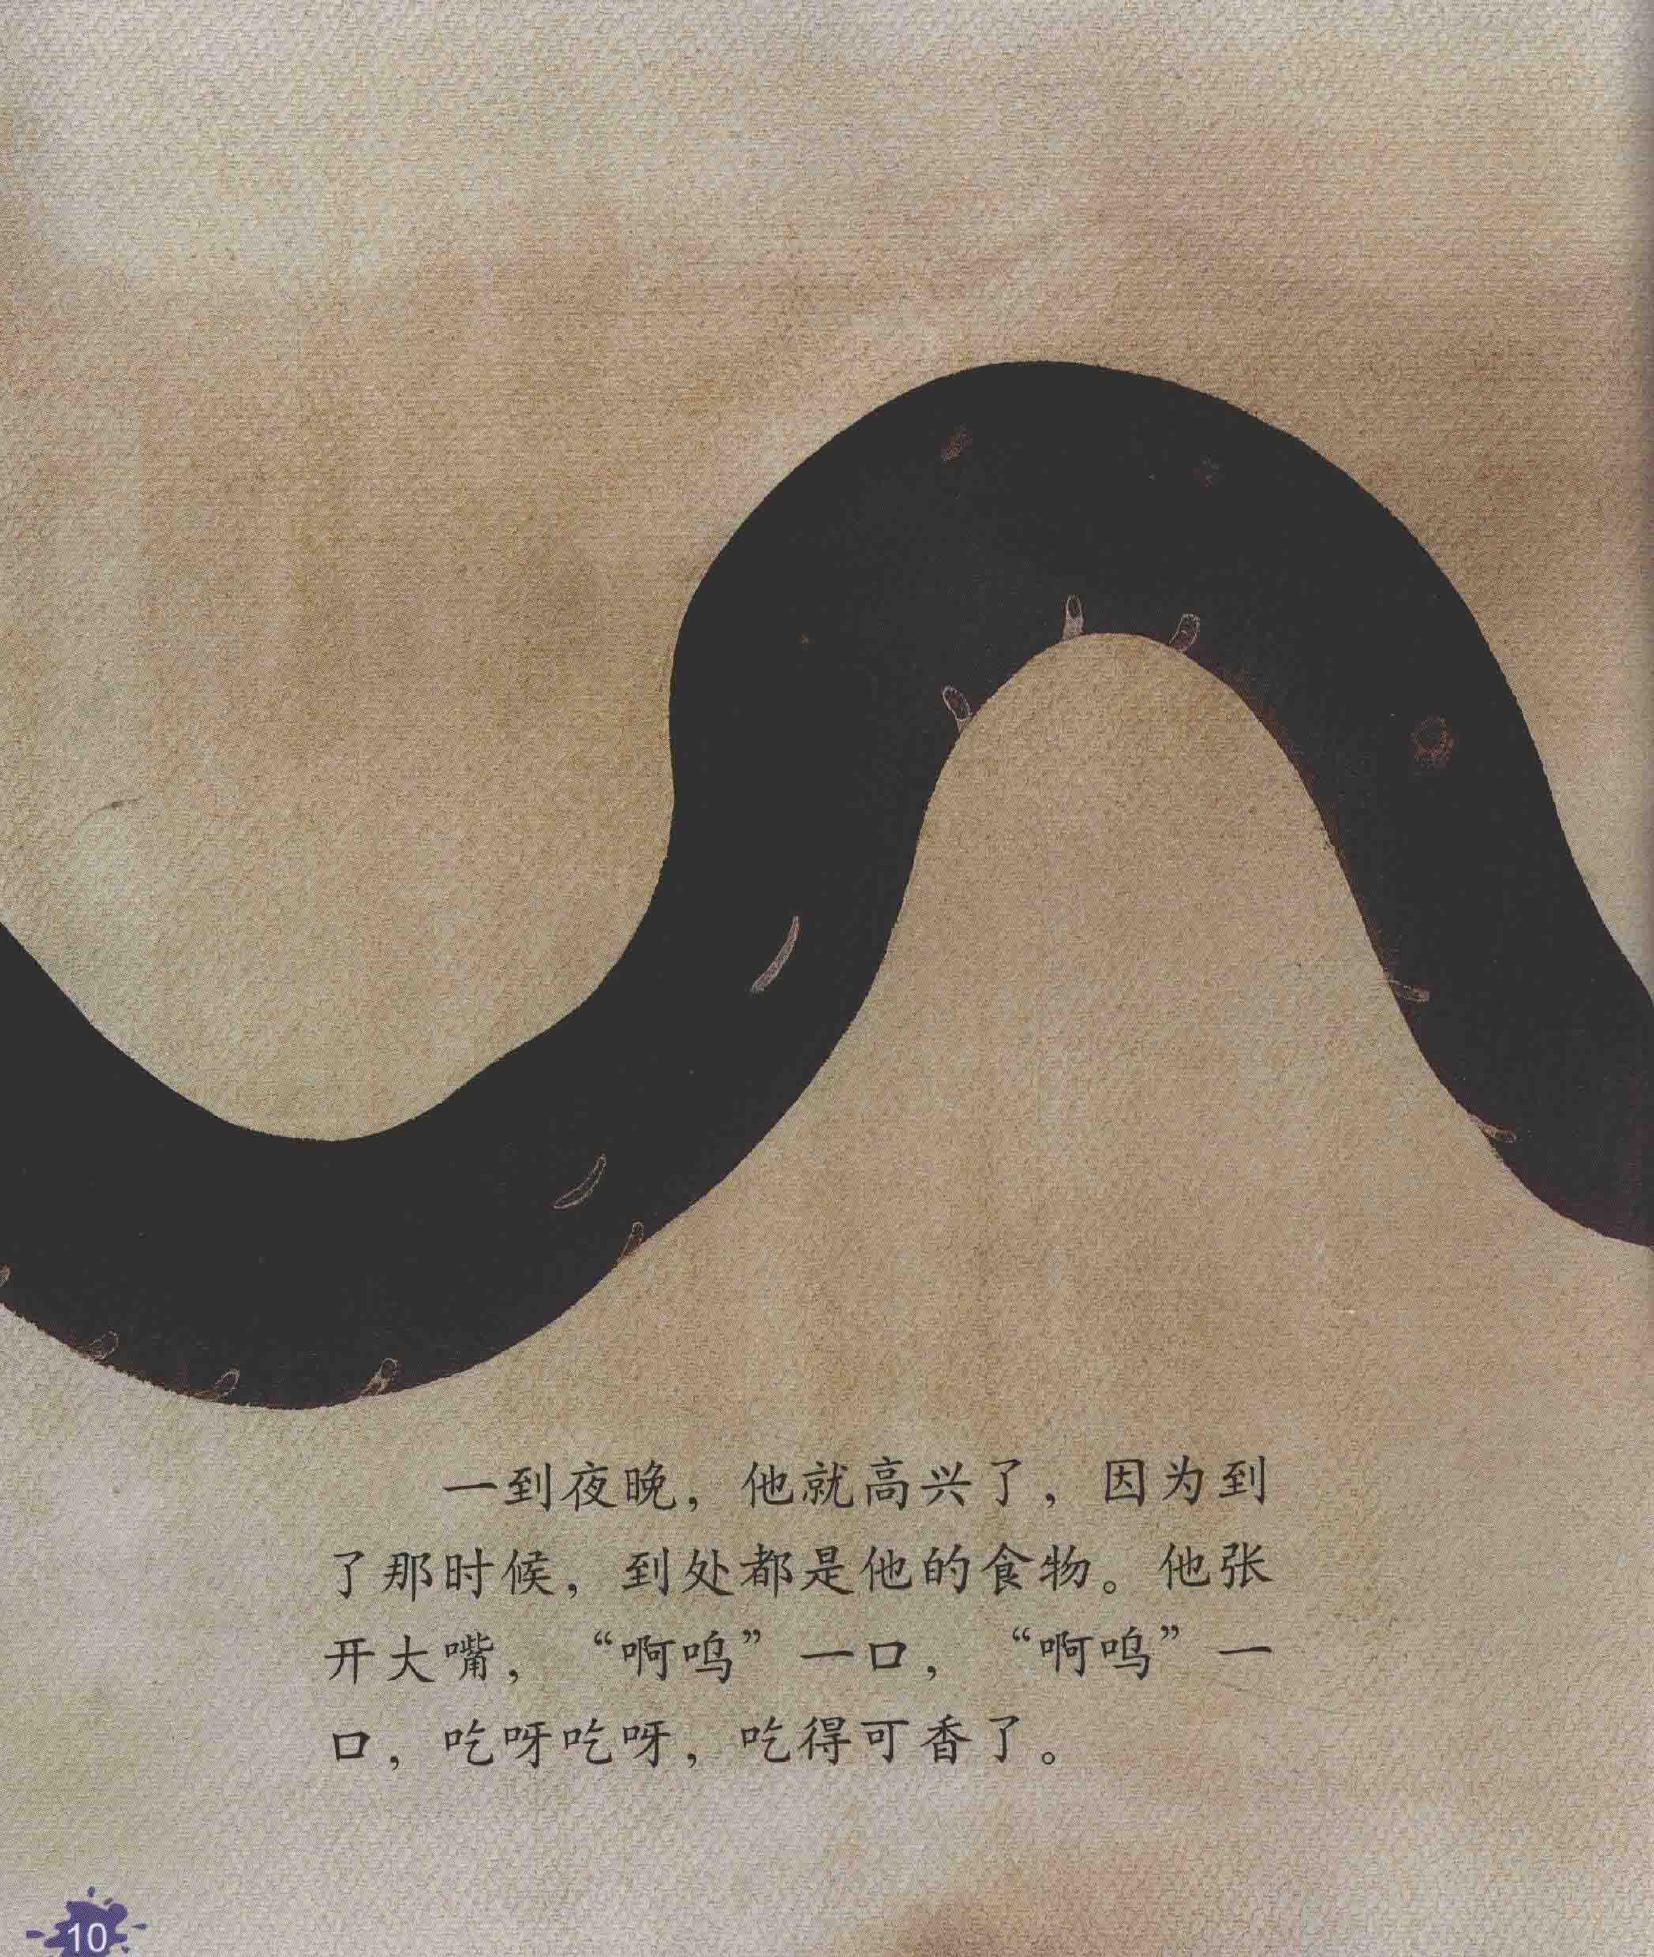 一到夜晚，他就高兴了，因为到
了那时候，到处都是他的食物。他张
开大嘴，“啊呜”一口，“啊呜”一
口，吃呀吃呀，吃得可香了。
10